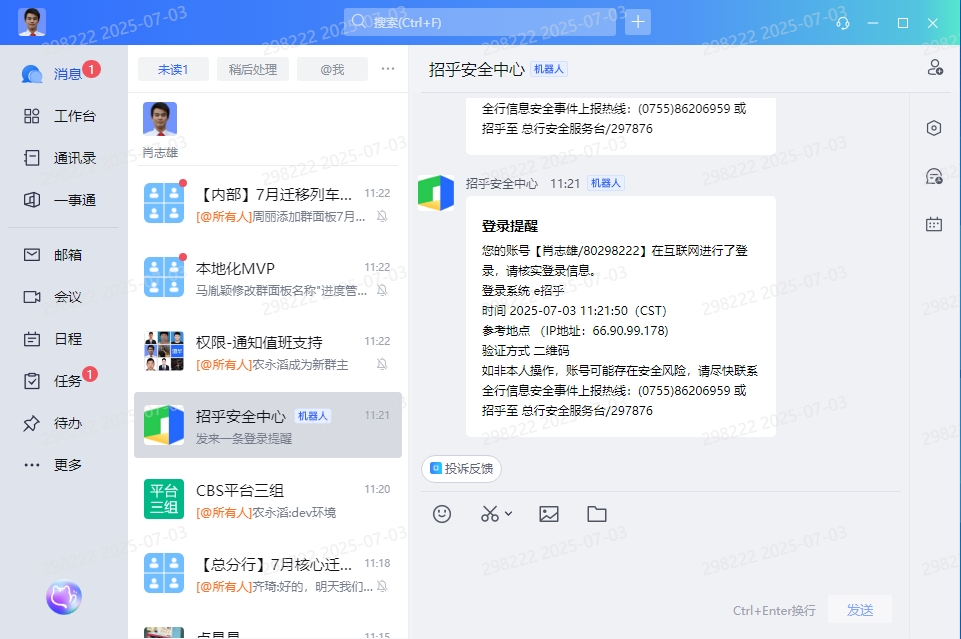 搜索(Ctrl+F)
消息
1
工作台
通讯录
一事通
邮箱
会议
日程
任务
1
待办
更多
未读1
稍后处理
@我
肖志雄
【内部】7月迁移列车...
11:22
[@所有人]周丽添加群面板7月...
本地化MVP
11:22
马胤颖修改群面板名称"进度管...
权限-通知值班支持
11:22
[@所有人]农永滔成为新群主
招乎安全中心 机器人
11:21
发来一条登录提醒
平台
三组
CBS平台三组
11:20
[@所有人]农永滔:dev环境
【总分行】7月核心迁...
11:18
[@所有人]齐琦:好的，明天我们...
11:15
招乎安全中心 机器人
全行信息安全事件上报热线：(0755)86206959 或
招乎至 总行安全服务台/297876
招乎安全中心 11:21 机器人
登录提醒
您的账号【肖志雄/80298222】在互联网进行了登
录，请核实登录信息。
登录系统 e招乎
时间 2025-07-03 11:21:50（CST)
参考地点 （IP地址：66.90.99.178)
验证方式 二维码
如非本人操作，账号可能存在安全风险，请尽快联系
全行信息安全事件上报热线：(0755)86206959 或
招乎至 总行安全服务台/297876
投诉反馈
Ctrl+Enter换行
发送
298222 2025-07-03